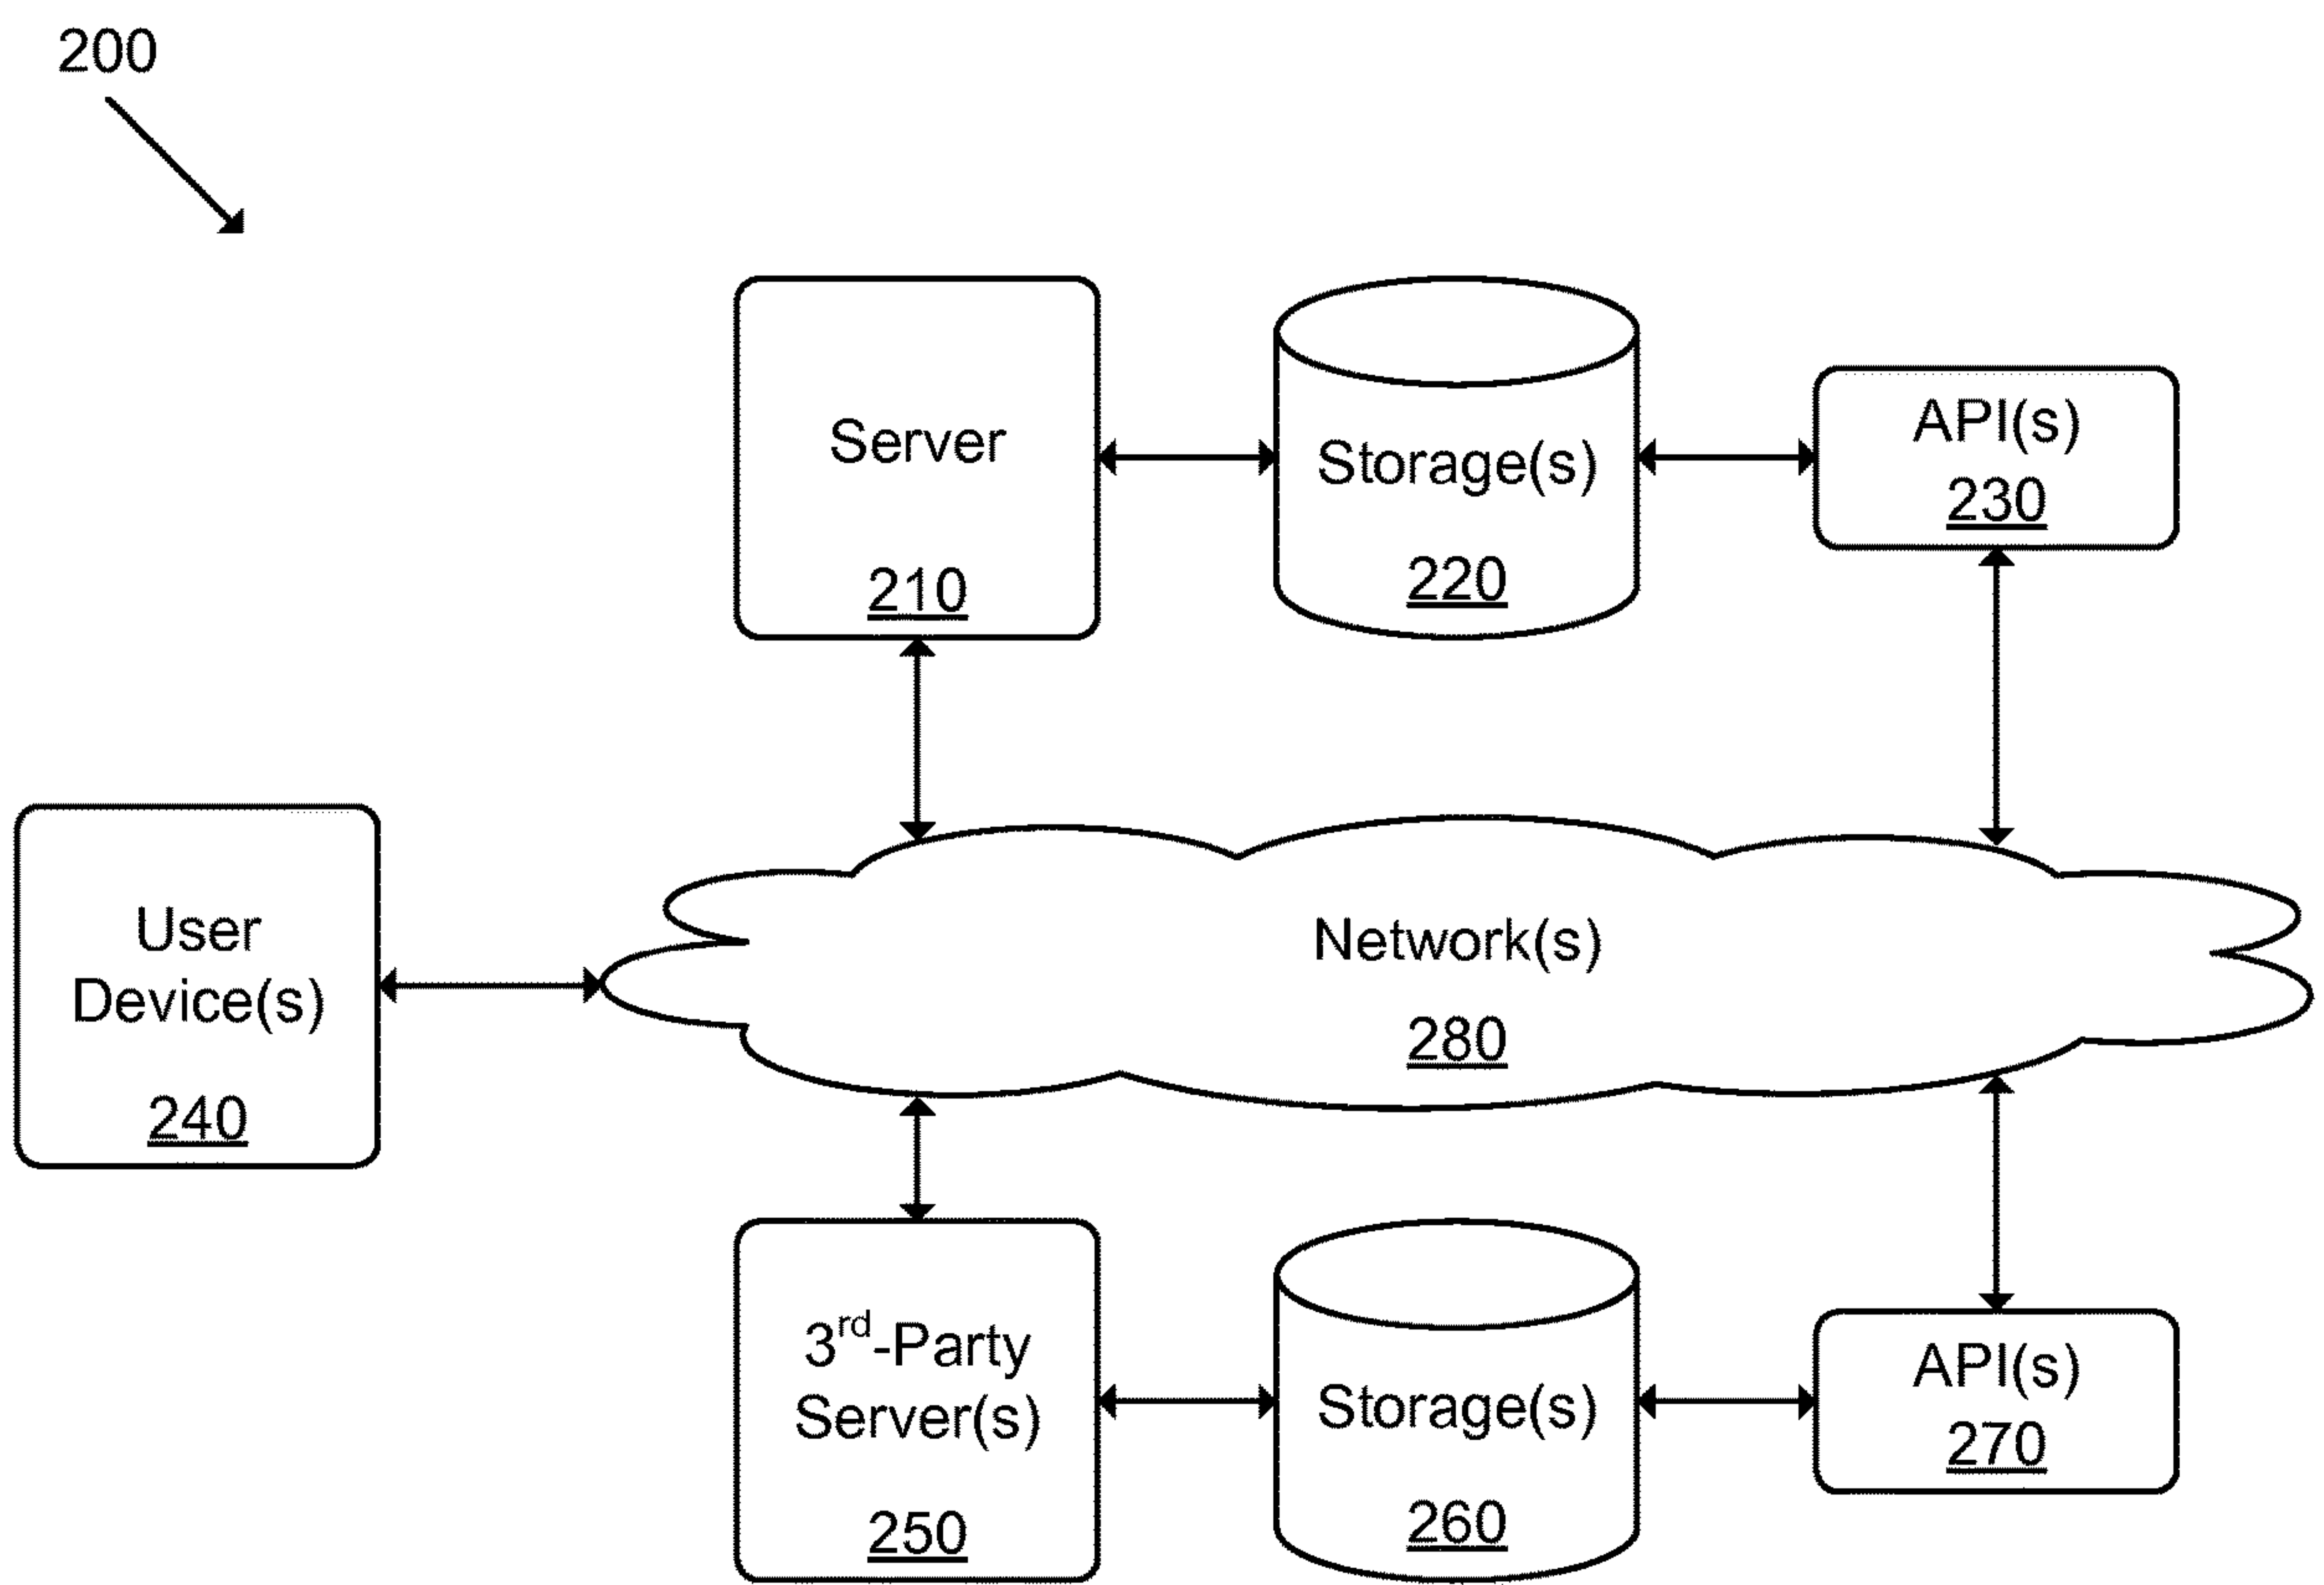 200
Server
210
Storage(s)
220
API(s)
230
User
Device(s)
240
Network(s)
280
3rd-Party
Server(s)
250
Storage(s)
260
API(s)
270